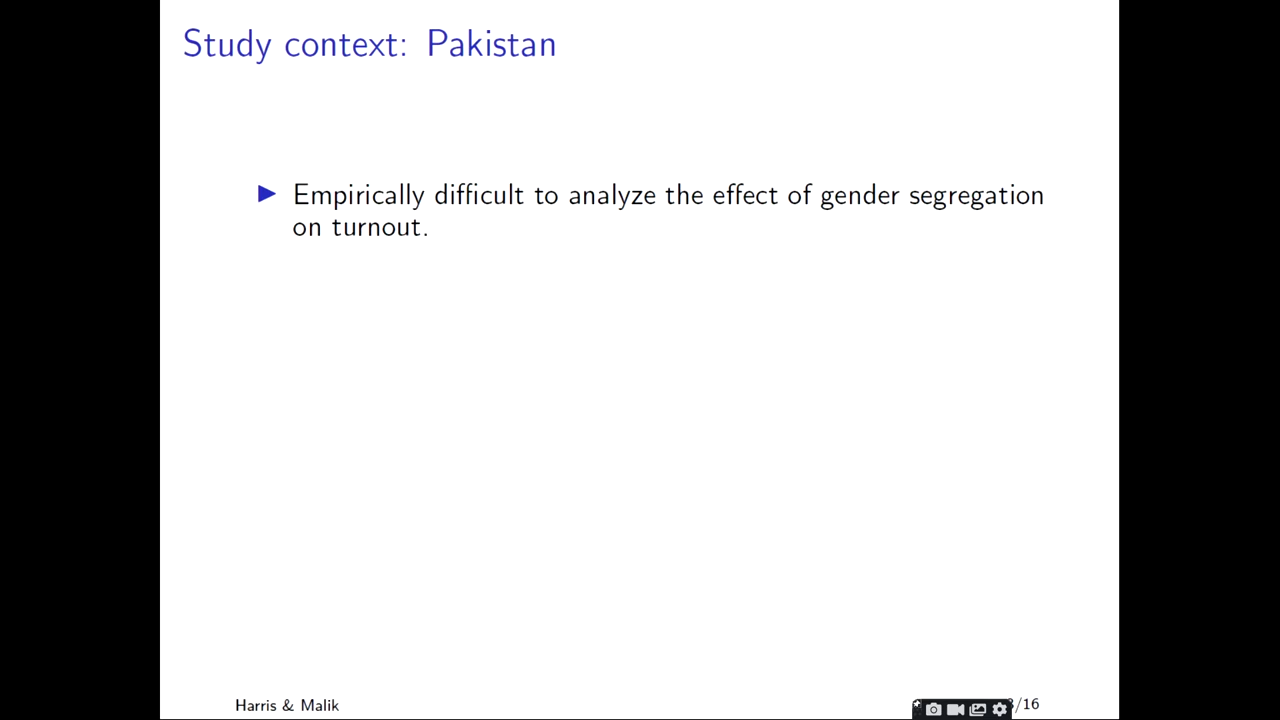 Study context: Pakistan
Empirically difficult to analyze the effect of gender segregation
on turnout.
Harris & Malik
/16